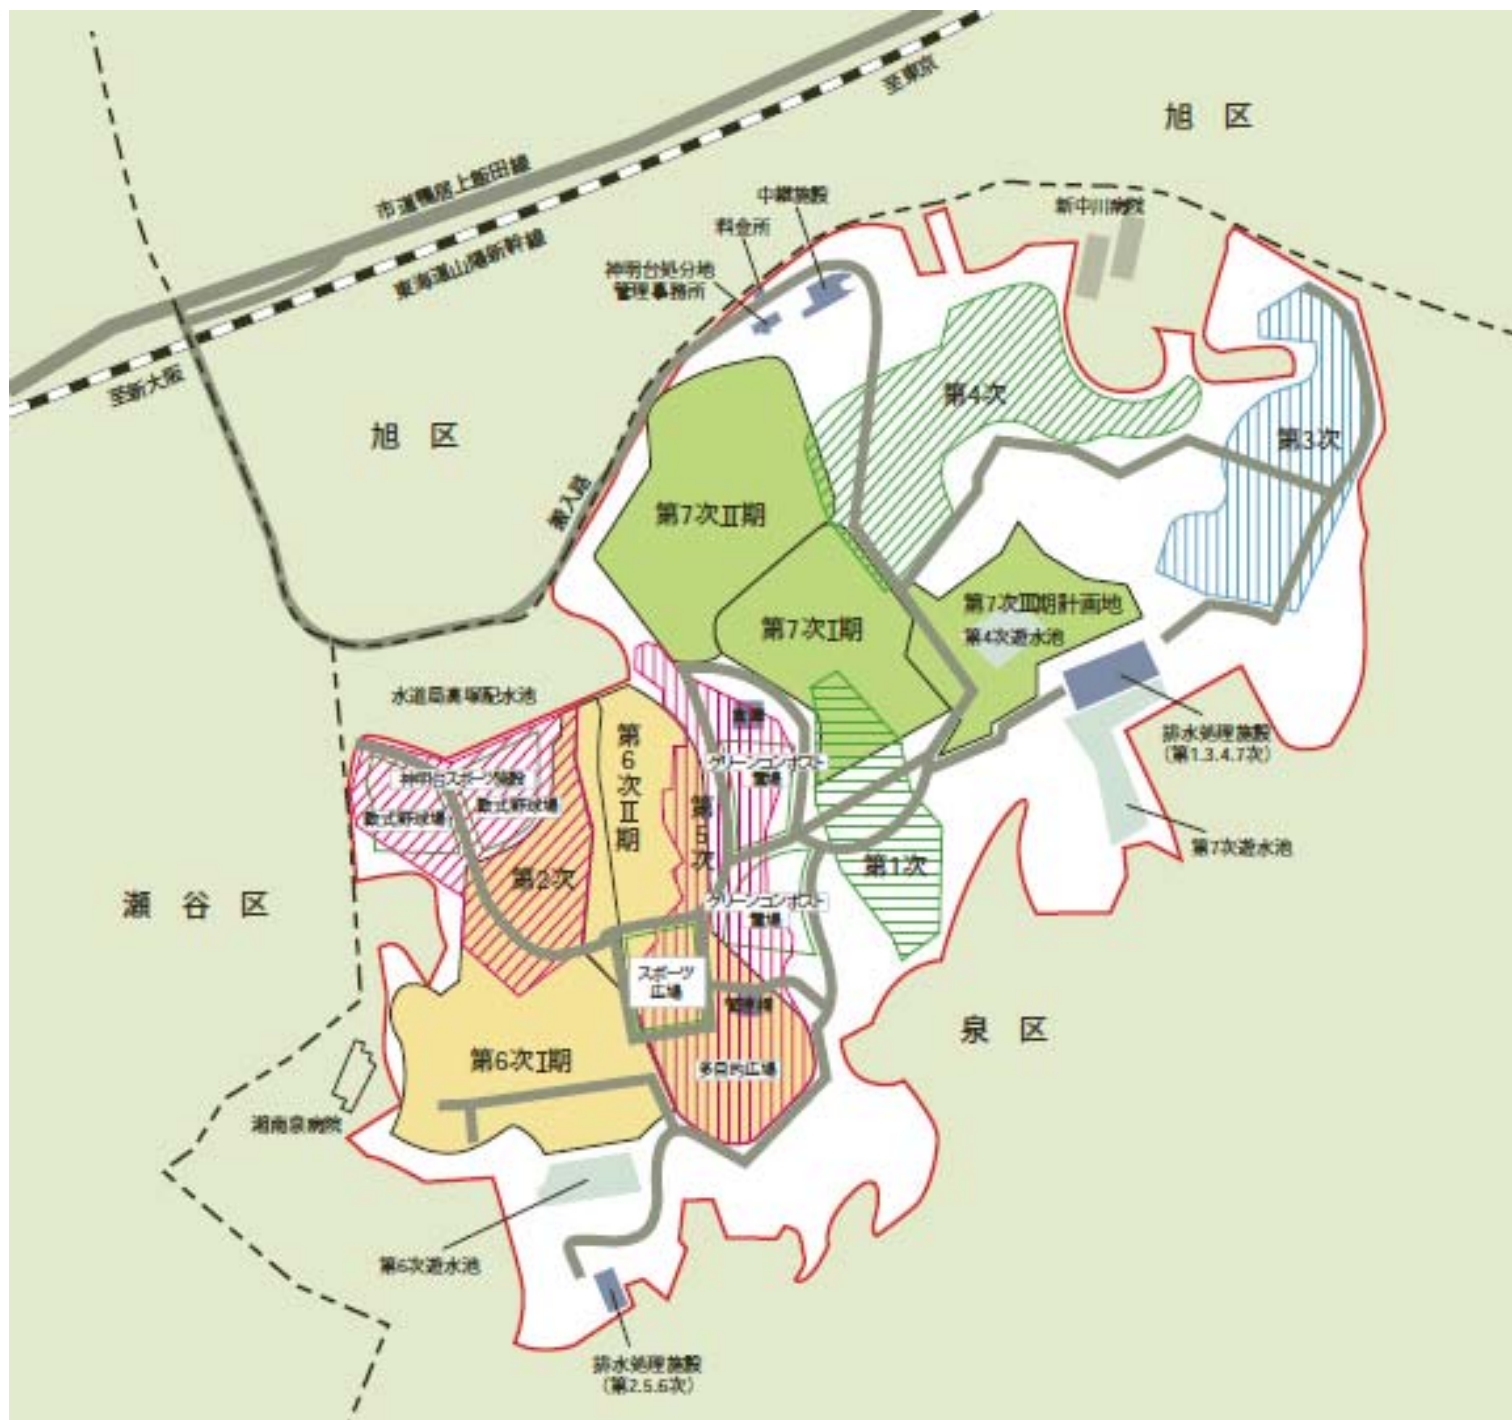 至東京
旭 区
市道鴨居上飯田線
中継施設
新中川病院
料金所
東海道山陽新幹線
神明台処分地
管理事務所
至新大阪
第4次
旭 区
第3次
搬入路
第7次Ⅱ期
第7次Ⅲ期計画地
第7次Ⅰ期
第4次遊水池
水道局高塚配水池
第6次Ⅱ期
排水処理施設
(第1.3.4.7次)
グリーンコンポスト
置場
神明台スポーツ施設
軟式野球場
軟式野球場
第5次
第7次遊水池
第1次
第2次
瀬 谷 区
グリーンコンポスト
置場
スポーツ
広場
管理棟
泉 区
第6次Ⅰ期
多目的広場
湘南泉病院
第6次遊水池
排水処理施設
(第2.5.6次)